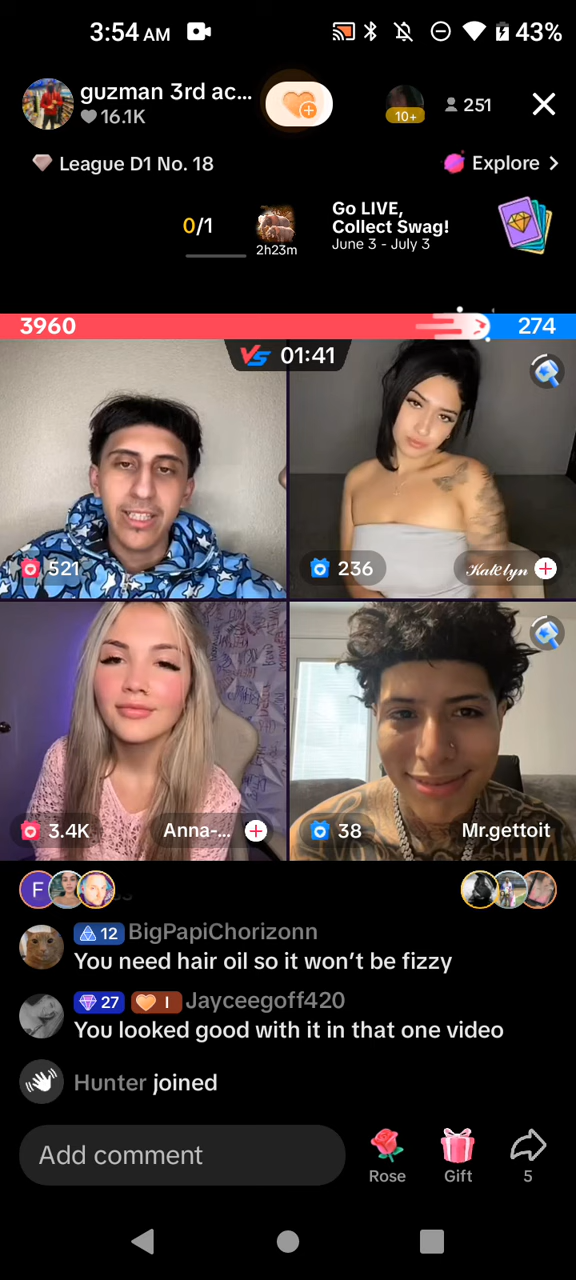 3:54 AM 43%
guzman 3rd ac...
16.1K
10+
251
League D1 No. 18
Explore >
0/1
2h23m
Go LIVE,
Collect Swag!
June 3 - July 3
3960
274
VS 01:41
521
236
Katelyn
3.4K
Anna-...
38
Mr.gettoit
F
12 BigPapiChorizonn
You need hair oil so it won’t be fizzy
27 I Jayceegoff420
You looked good with it in that one video
Hunter joined
Add comment
Rose
Gift
5